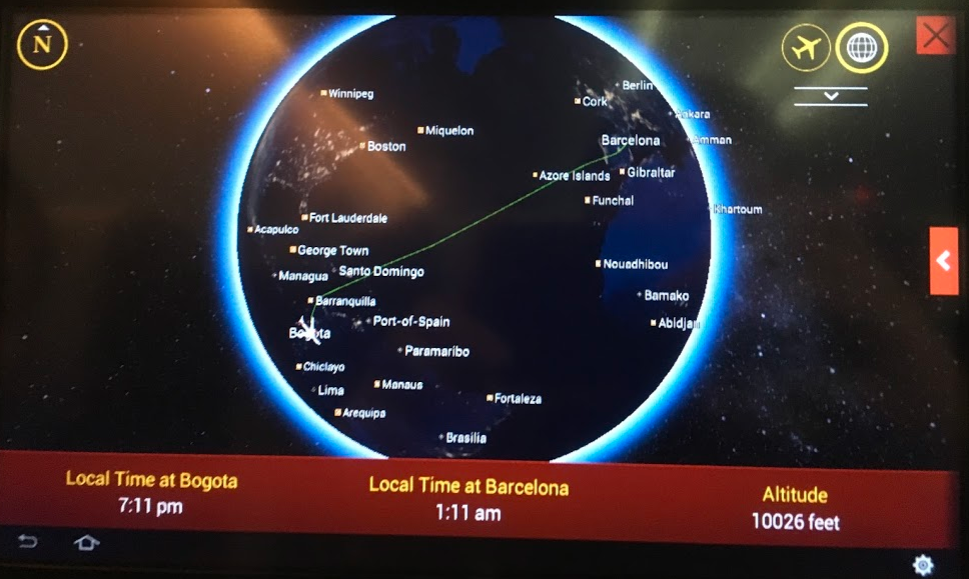 N
Winnipeg
Berlin
Cork
Ankara
Miquelon
Boston
Barcelona
Amman
Azore Islands
Gibraltar
Funchal
Khartoum
Fort Lauderdale
Acapulco
George Town
Nouadhibou
Managua
Santo Domingo
Barranquilla
Bamako
Port-of-Spain
Abidjan
Bogota
Paramaribo
Chiclayo
Manaus
Lima
Fortaleza
Arequipa
Brasilia
Local Time at Bogota
7:11 pm
Local Time at Barcelona
1:11 am
Altitude
10026 feet